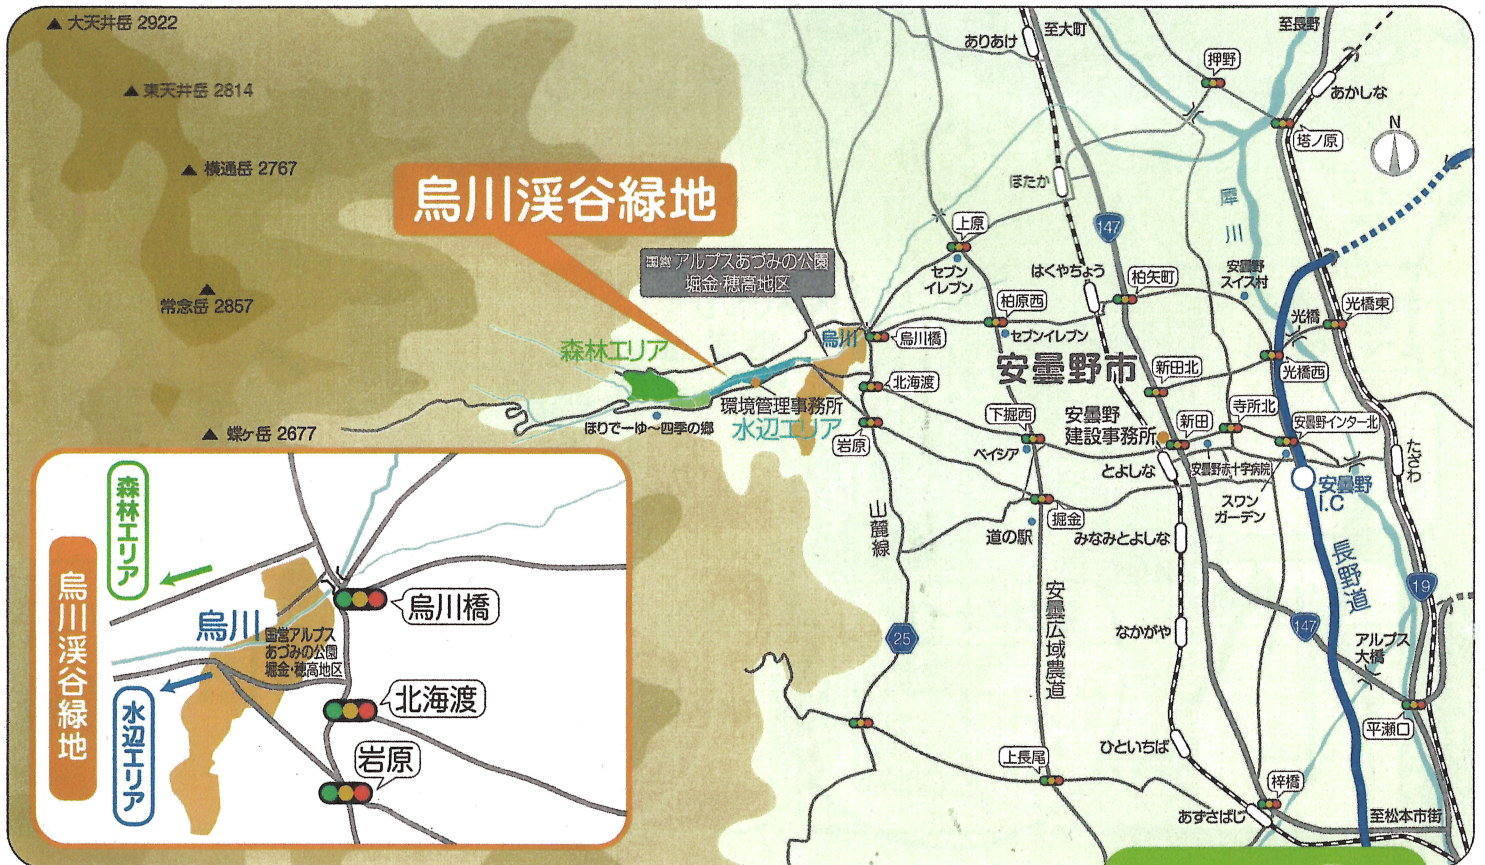 ▲ 大天井岳 2922
▲ 東天井岳 2814
▲ 横通岳 2767
▲
常念岳 2857
▲ 蝶ヶ岳 2677
烏川渓谷緑地
国営 アルプスあづみの公園
堀金・穂高地区
森林エリア
烏川
環境管理事務所
水辺エリア
ほりでーゆ〜四季の郷
ありあけ
至大町
至長野
押野
あかしな
塔ノ原
N
ほたか
147
犀川
上原
セブン
イレブン
はくやちょう
柏矢町
安曇野
スイス村
柏原西
セブンイレブン
光橋
光橋東
烏川橋
安曇野市
新田北
光橋西
北海渡
下堀西
安曇野
建設事務所
新田
寺所北
安曇野インター北
岩原
ベイシア
とよしな
安曇野赤十字病院
たざわ
スワン
ガーデン
安曇野
I.C
山麓線
掘金
道の駅
みなみとよしな
長野道
安曇広域農道
19
25
なかがや
147
アルプス
大橋
平瀬口
ひといちば
上長尾
梓橋
あずさばし
至松本市街
森林エリア
烏川渓谷緑地
烏川
国営アルプス
あづみの公園
堀金・穂高地区
烏川橋
水辺エリア
北海渡
岩原